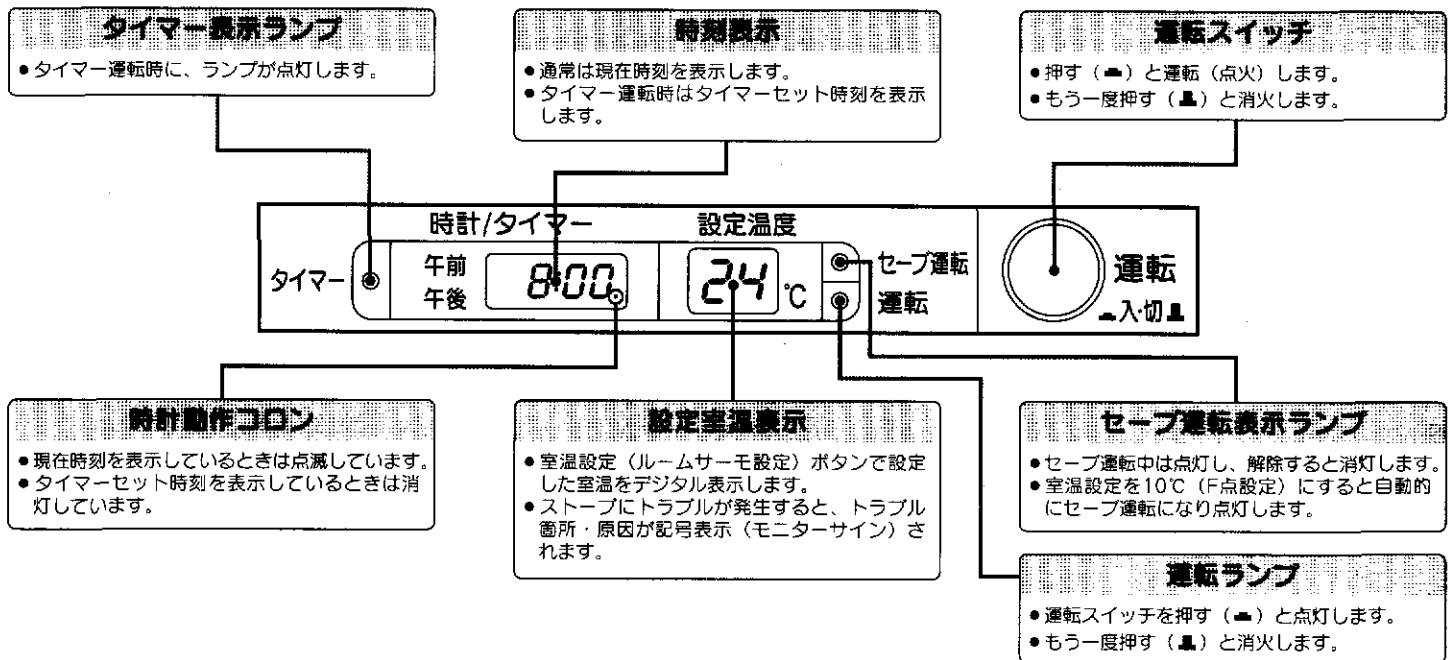 タイマー表示ランプ
●タイマー運転時に、ランプが点灯します。
時刻表示
●通常は現在時刻を表示します。
●タイマー運転時はタイマーセット時刻を表示
します。
運転スイッチ
●押す（）と運転（点火）します。
●もう一度押す（）と消火します。
時計/タイマー
設定温度
タイマー
午前
午後
8:00
24
℃
セーブ運転
運転
運転
入・切
時計動作コロン
●現在時刻を表示しているときは点滅しています。
●タイマーセット時刻を表示しているときは消
灯しています。
設定室温表示
●室温設定（ルームサーモ設定）ボタンで設定
した室温をデジタル表示します。
●ストーブにトラブルが発生すると、トラブル
箇所・原因が記号表示（モニターサイン）さ
れます。
セーブ運転表示ランプ
●セーブ運転中は点灯し、解除すると消灯します。
●室温設定を10℃（F点設定）にすると自動的
にセーブ運転になり点灯します。
運転ランプ
●運転スイッチを押す（）と点灯します。
●もう一度押す（）と消火します。